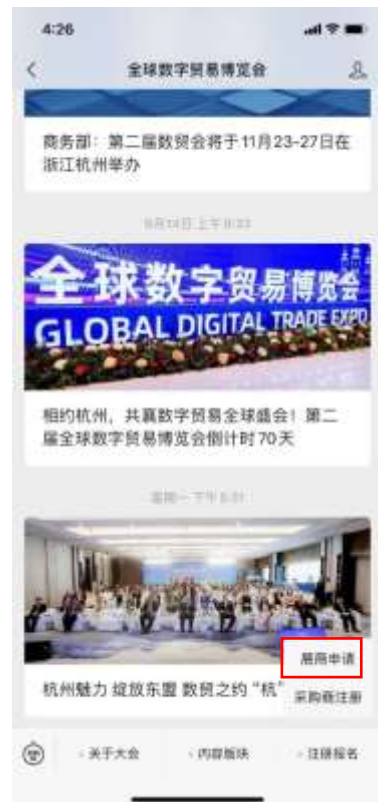 4:26
全球数字贸易博览会
商务部：第二届数贸会将于11月23-27日在
浙江杭州举办
全球数字贸易博览会
GLOBAL DIGITAL TRADE EXPO
相约杭州，共襄数字贸易全球盛会！第二
届全球数字贸易博览会倒计时70天
展商申请
杭州魅力 绽放东盟 数贸之约 “杭”
采购商注册
关于大会
内容版块
注册报名